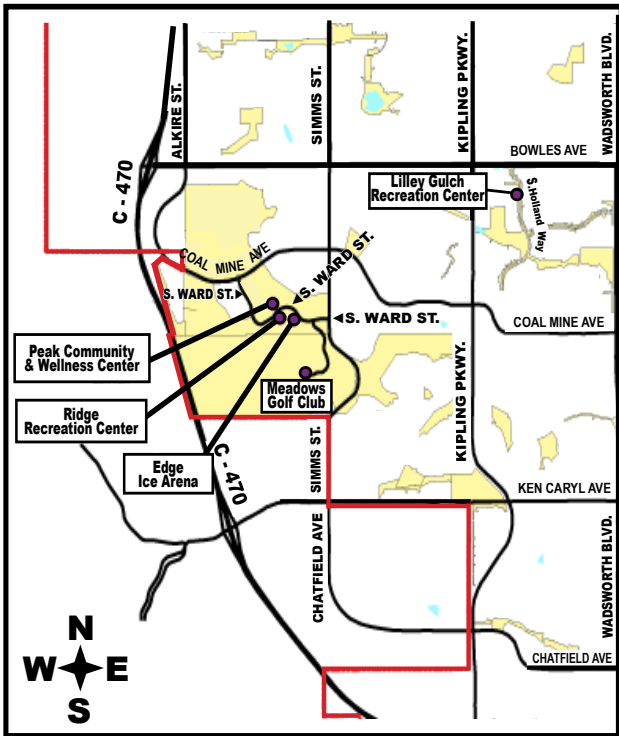 ALKIRE ST.
SIMMS ST.
KIPLING PKWY.
WADSWORTH BLVD.
BOWLES AVE
C - 470
Lilley Gulch
Recreation Center
S.Holland Way
COAL MINE AVE
S. WARD ST.
S. WARD ST.
S. WARD ST.
COAL MINE AVE
Peak Community
& Wellness Center
Meadows
Golf Club
KIPLING PKWY.
Ridge
Recreation Center
Edge
Ice Arena
C - 470
SIMMS ST.
KEN CARYL AVE
CHATFIELD AVE
WADSWORTH BLVD.
CHATFIELD AVE
N
W E
S